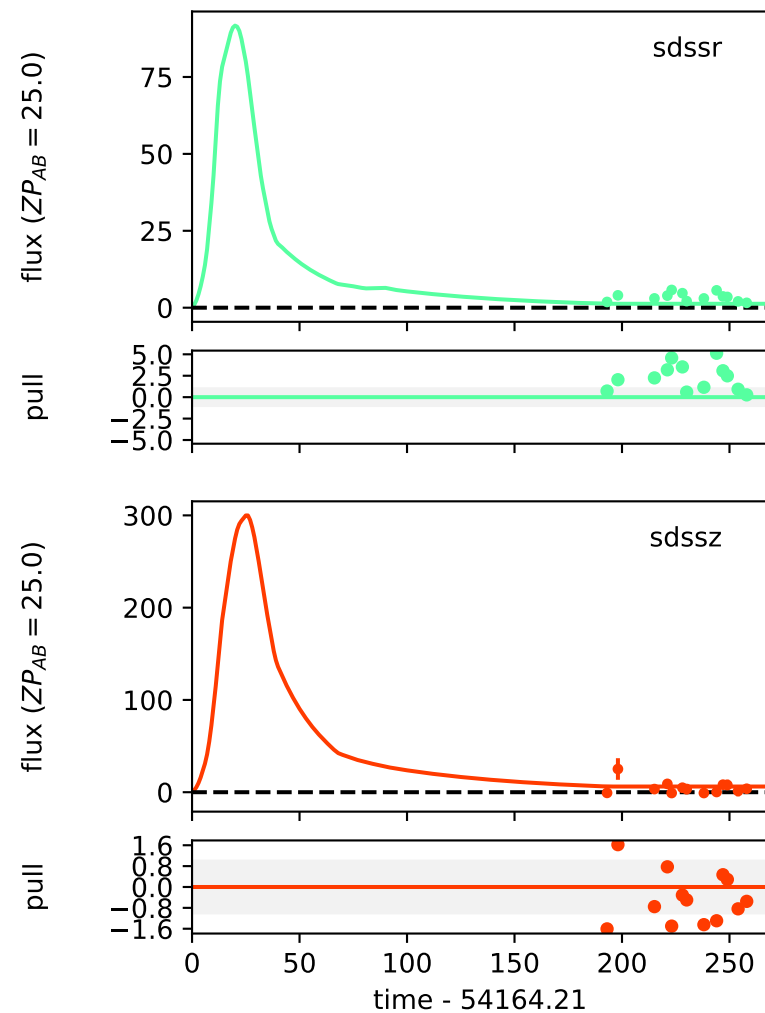 sdssr
flux (ZP_AB = 25.0)
75
50
25
0
pull
5.0
2.5
0.0
−2.5
−5.0
sdssz
flux (ZP_AB = 25.0)
300
200
100
0
pull
1.6
0.8
0.0
−0.8
−1.6
0 50 100 150 200 250
time - 54164.21